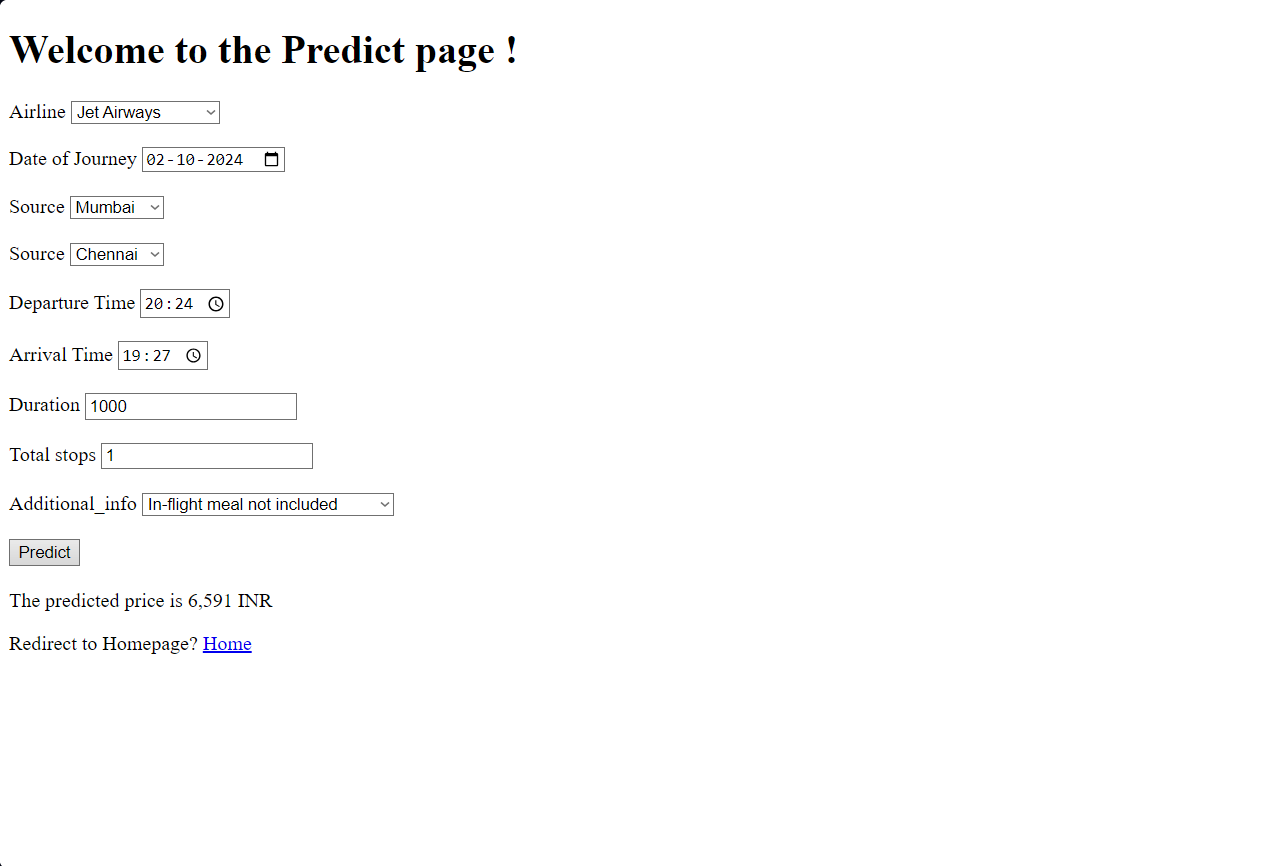 Welcome to the Predict page !
Airline Jet Airways
Date of Journey 02-10-2024
Source Mumbai
Source Chennai
Departure Time 20:24
Arrival Time 19:27
Duration 1000
Total stops 1
Additional_info In-flight meal not included
Predict
The predicted price is 6,591 INR
Redirect to Homepage? Home